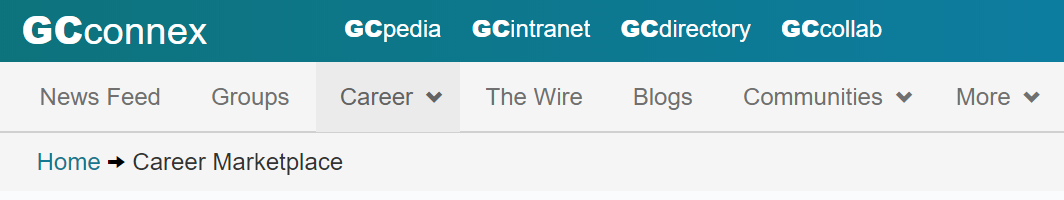 GCconnex GCpedia GCintranet GCdirectory GCcollab
News Feed Groups Career The Wire Blogs Communities More
Home → Career Marketplace